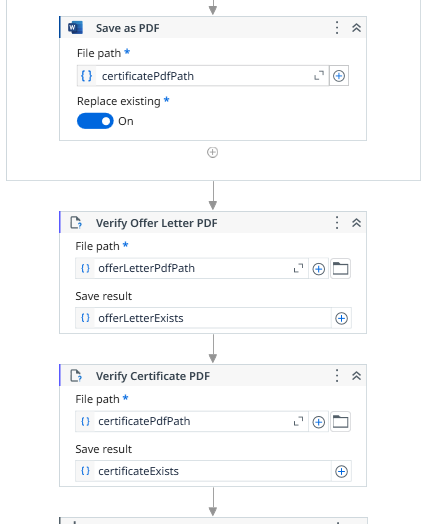 Save as PDF
File path *
certificatePdfPath
Replace existing *
On
Verify Offer Letter PDF
File path *
offerLetterPdfPath
Save result
offerLetterExists
Verify Certificate PDF
File path *
certificatePdfPath
Save result
certificateExists